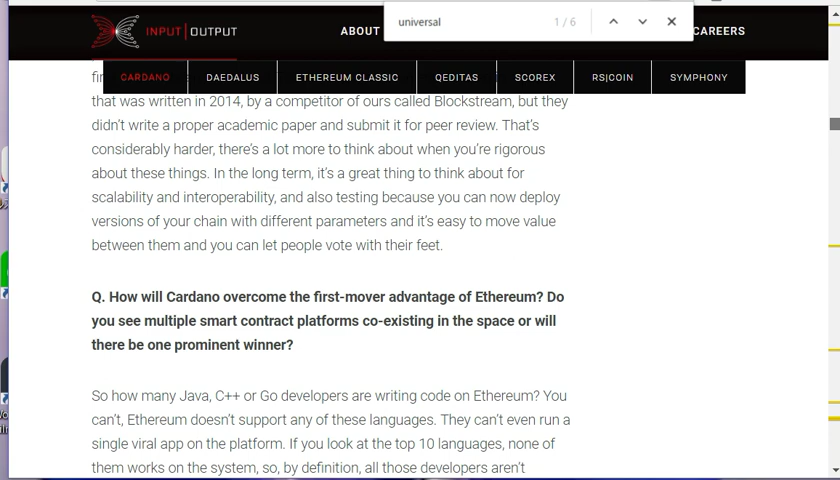 universal 1/6
INPUT | OUTPUT ABOUT CAREERS
CARDANO DAEDALUS ETHEREUM CLASSIC QEDITAS SCOREX RS|COIN SYMPHONY
that was written in 2014, by a competitor of ours called Blockstream, but they
didn't write a proper academic paper and submit it for peer review. That's
considerably harder, there's a lot more to think about when you're rigorous
about these things. In the long term, it's a great thing to think about for
scalability and interoperability, and also testing because you can now deploy
versions of your chain with different parameters and it's easy to move value
between them and you can let people vote with their feet.
Q. How will Cardano overcome the first-mover advantage of Ethereum? Do
you see multiple smart contract platforms co-existing in the space or will
there be one prominent winner?
So how many Java, C++ or Go developers are writing code on Ethereum? You
can't, Ethereum doesn't support any of these languages. They can't even run a
single viral app on the platform. If you look at the top 10 languages, none of
them works on the system, so, by definition, all those developers aren't